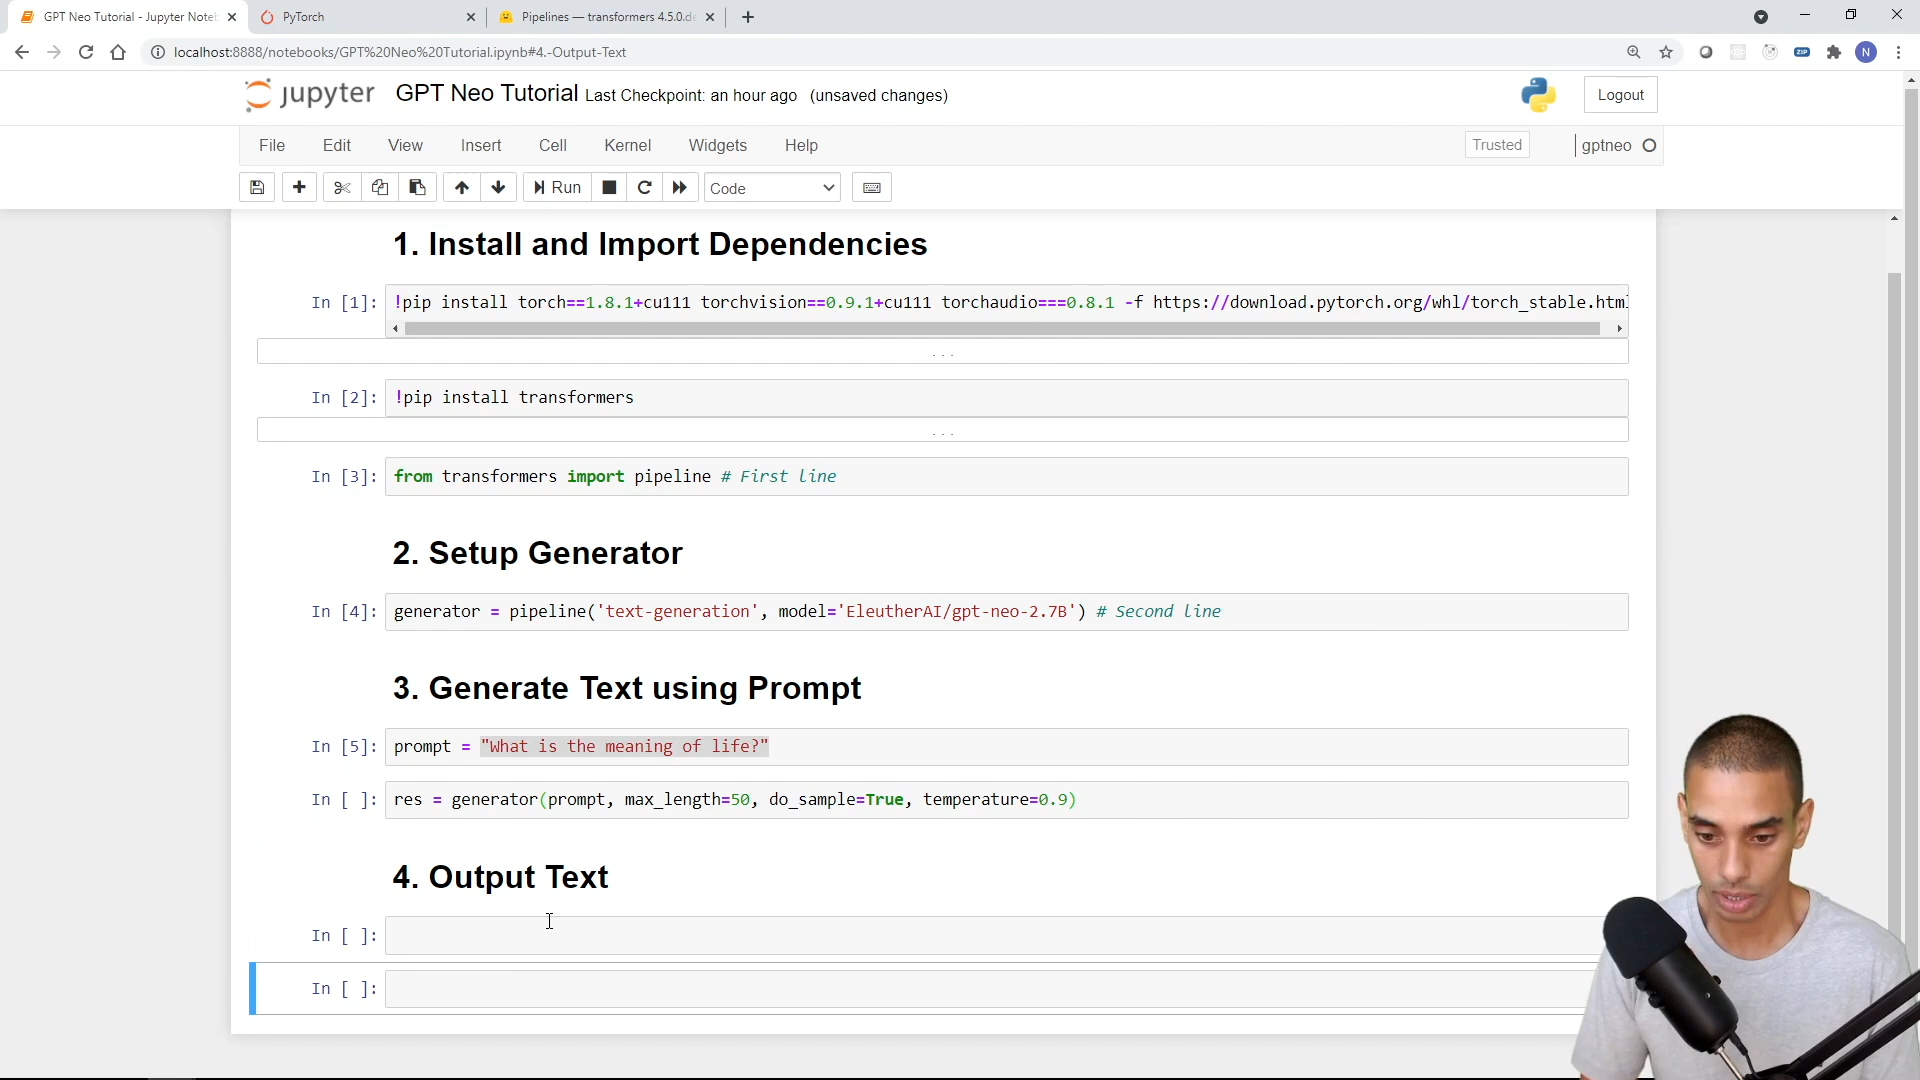 GPT Neo Tutorial - Jupyter Note
PyTorch
Pipelines — transformers 4.5.0.de
localhost:8888/notebooks/GPT%20Neo%20Tutorial.ipynb#4.-Output-Text
ZIP
N
jupyter
GPT Neo Tutorial Last Checkpoint: an hour ago (unsaved changes)
Logout
File Edit View Insert Cell Kernel Widgets Help
Trusted
gptneo
Run
Code
1. Install and Import Dependencies
In [1]: !pip install torch==1.8.1+cu111 torchvision==0.9.1+cu111 torchaudio===0.8.1 -f https://download.pytorch.org/whl/torch_stable.html
...
In [2]: !pip install transformers
...
In [3]: from transformers import pipeline # First line
2. Setup Generator
In [4]: generator = pipeline('text-generation', model='EleutherAI/gpt-neo-2.7B') # Second line
3. Generate Text using Prompt
In [5]: prompt = "What is the meaning of life?"
In [ ]: res = generator(prompt, max_length=50, do_sample=True, temperature=0.9)
4. Output Text
In [ ]:
In [ ]: